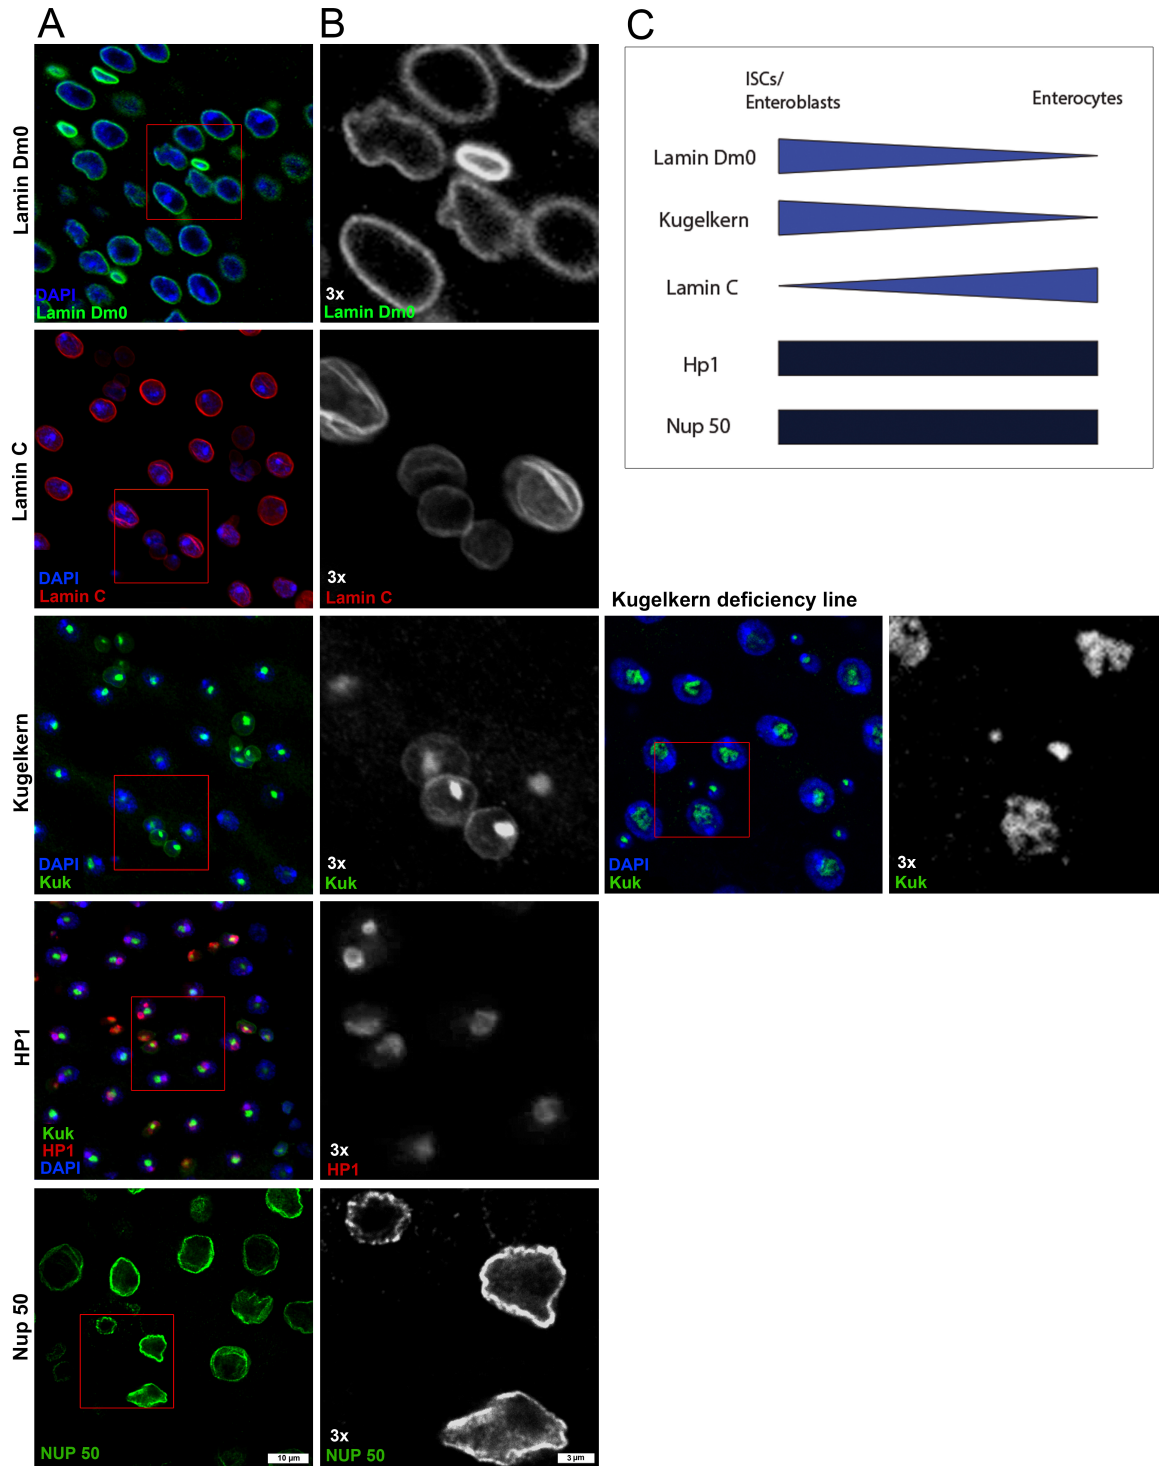 A
B
C
Lamin Dm0
DAPI
Lamin Dm0
3x
Lamin Dm0
ISCs/
Enteroblasts
Enterocytes
Lamin Dm0
Kugelkern
Lamin C
Hp1
Nup 50
Lamin C
DAPI
Lamin C
3x
Lamin C
Kugelkern deficiency line
Kugelkern
DAPI
Kuk
3x
Kuk
DAPI
Kuk
3x
Kuk
HP1
Kuk
HP1
DAPI
3x
HP1
Nup 50
NUP 50
10 µm
3x
NUP 50
3 µm